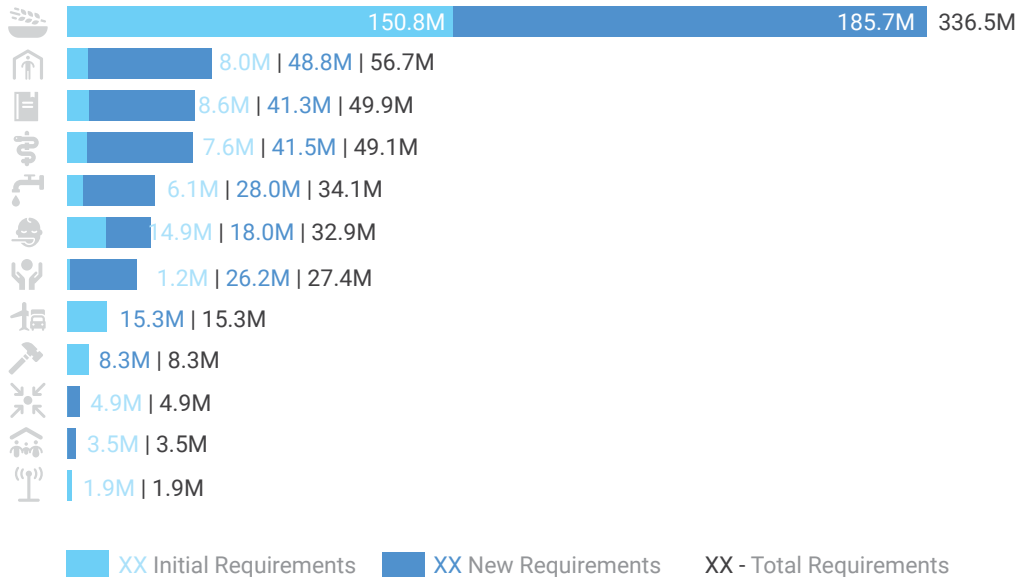 150.8M 185.7M 336.5M
8.0M | 48.8M | 56.7M
8.6M | 41.3M | 49.9M
7.6M | 41.5M | 49.1M
6.1M | 28.0M | 34.1M
14.9M | 18.0M | 32.9M
1.2M | 26.2M | 27.4M
15.3M | 15.3M
8.3M | 8.3M
4.9M | 4.9M
3.5M | 3.5M
1.9M | 1.9M
XX Initial Requirements XX New Requirements XX - Total Requirements